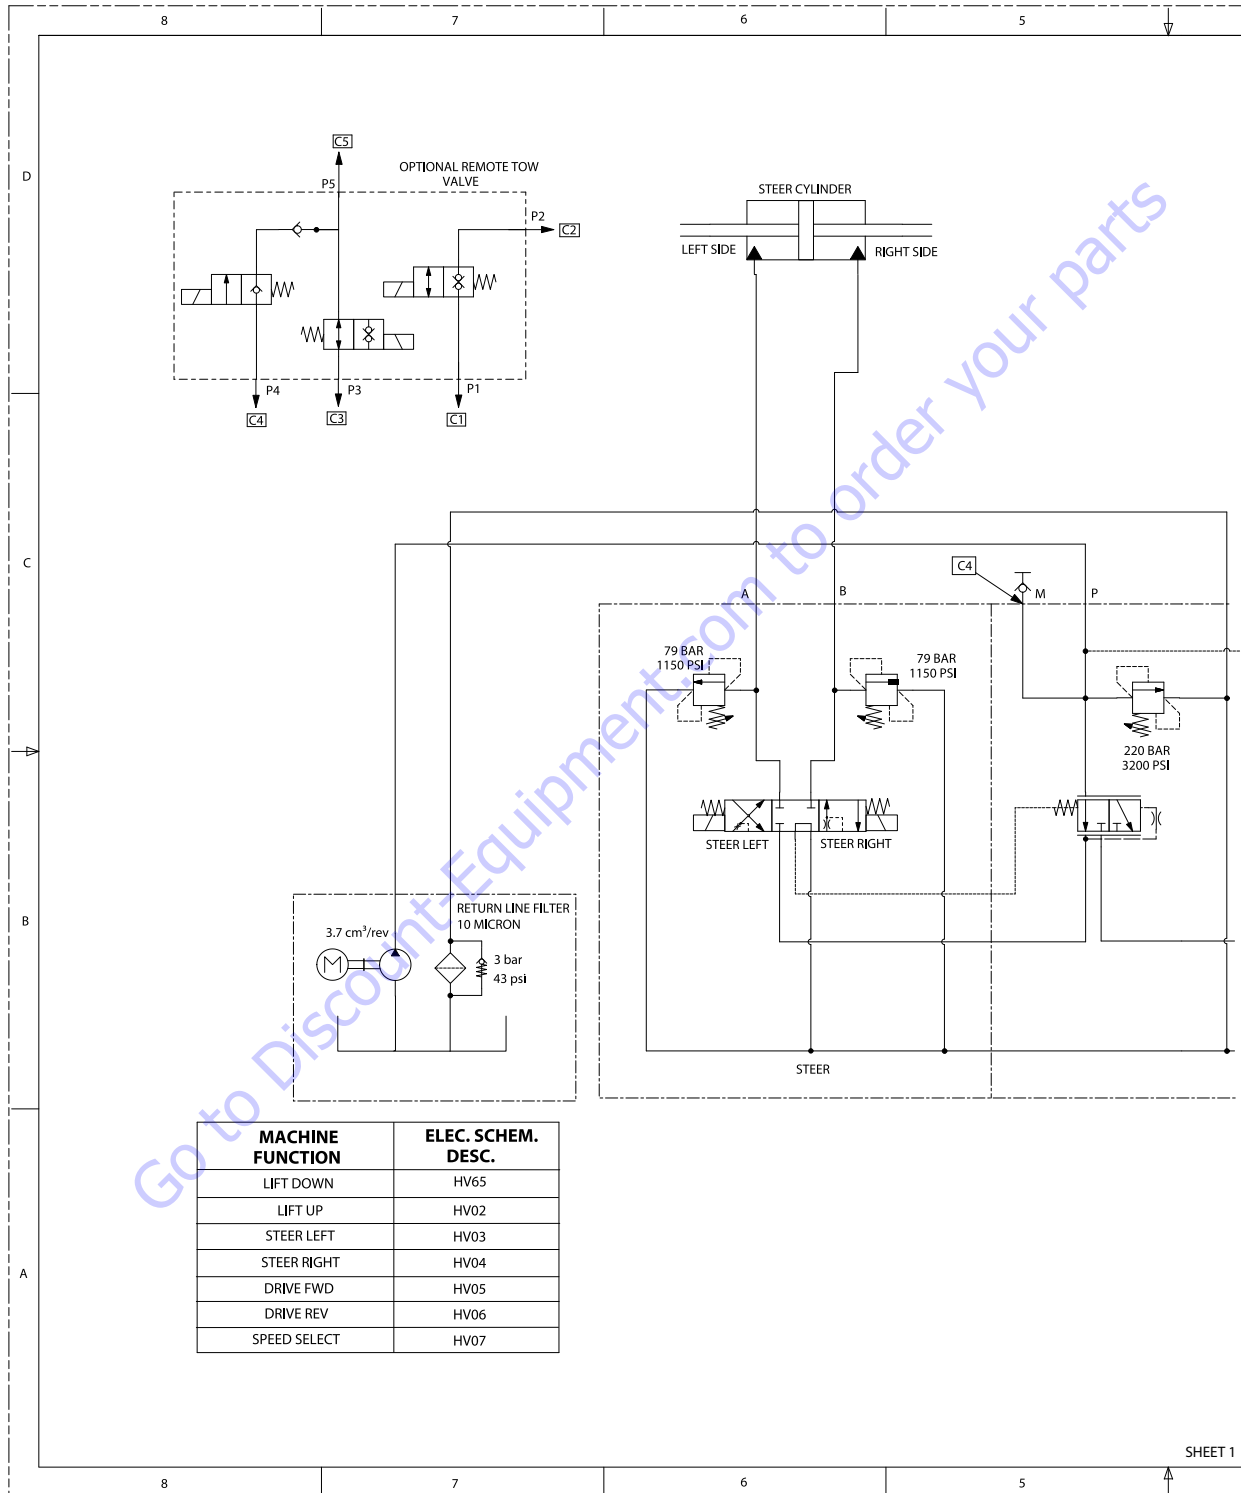 8 7 6 5
D
C5
OPTIONAL REMOTE TOW
VALVE
P5
P2
C2
P4
P3
P1
C4
C3
C1
STEER CYLINDER
LEFT SIDE
RIGHT SIDE
C
C4
A
B
M
P
79 BAR
1150 PSI
79 BAR
1150 PSI
220 BAR
3200 PSI
STEER LEFT
STEER RIGHT
B
RETURN LINE FILTER
10 MICRON
3.7 cm³/rev
M
3 bar
43 psi
STEER
MACHINE
FUNCTION
ELEC. SCHEM.
DESC.
LIFT DOWN HV65
LIFT UP HV02
STEER LEFT HV03
STEER RIGHT HV04
DRIVE FWD HV05
DRIVE REV HV06
SPEED SELECT HV07
A
SHEET 1
8 7 6 5
Go to Discount-Equipment.com to order your parts